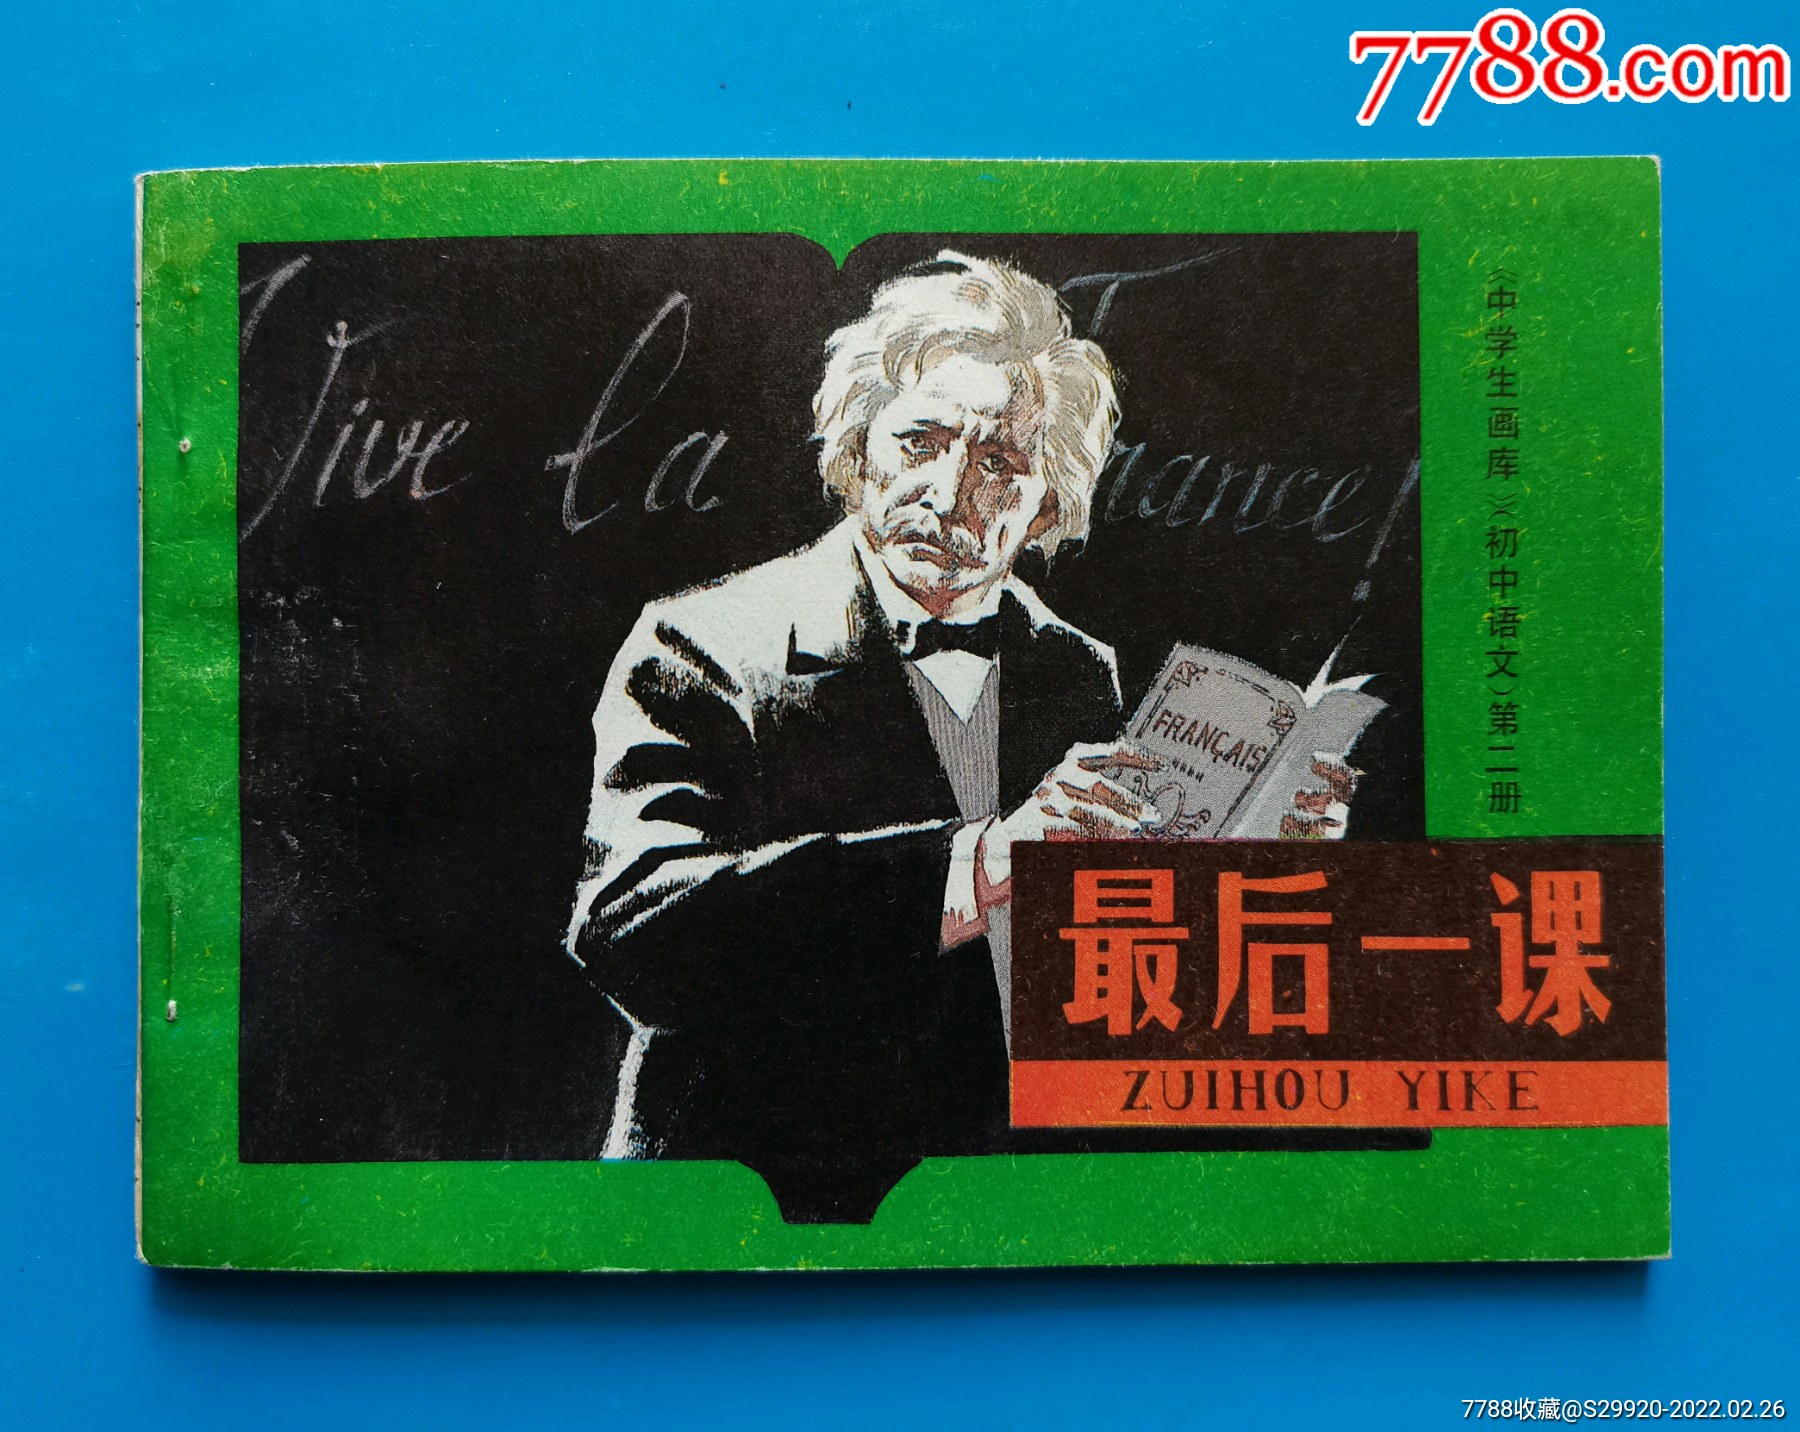 7788.com
Vive la France!
《中学生画库》初中语文）第二册
FRANÇAIS
最后一课
ZUIHOU YIKE
7788收藏@S29920-2022.02.26